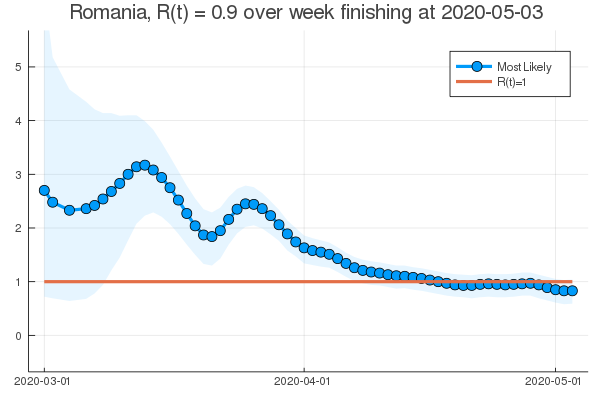 Romania, R(t) = 0.9 over week finishing at 2020-05-03
Most Likely
R(t)=1
5
4
3
2
1
0
2020-03-01 2020-04-01 2020-05-01